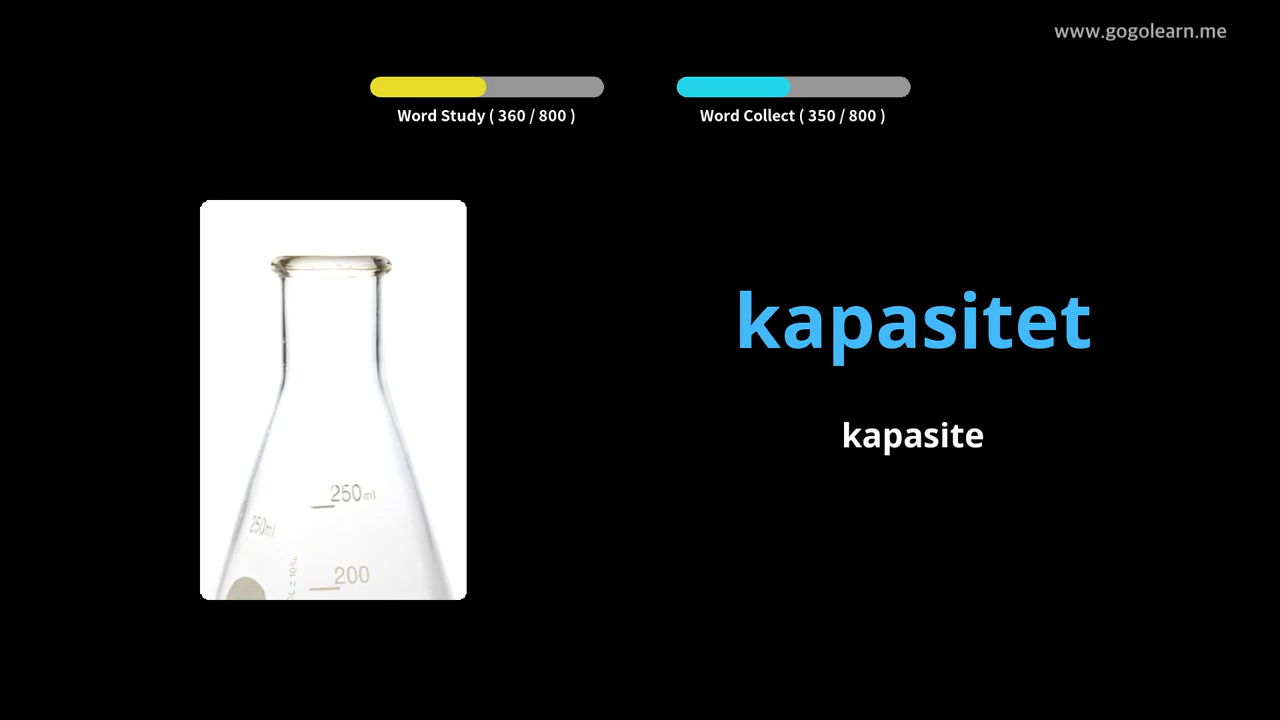 www.gogolearn.me
Word Study ( 360 / 800 )
Word Collect ( 350 / 800 )
kapasitet
kapasite
250ml
250ml
200